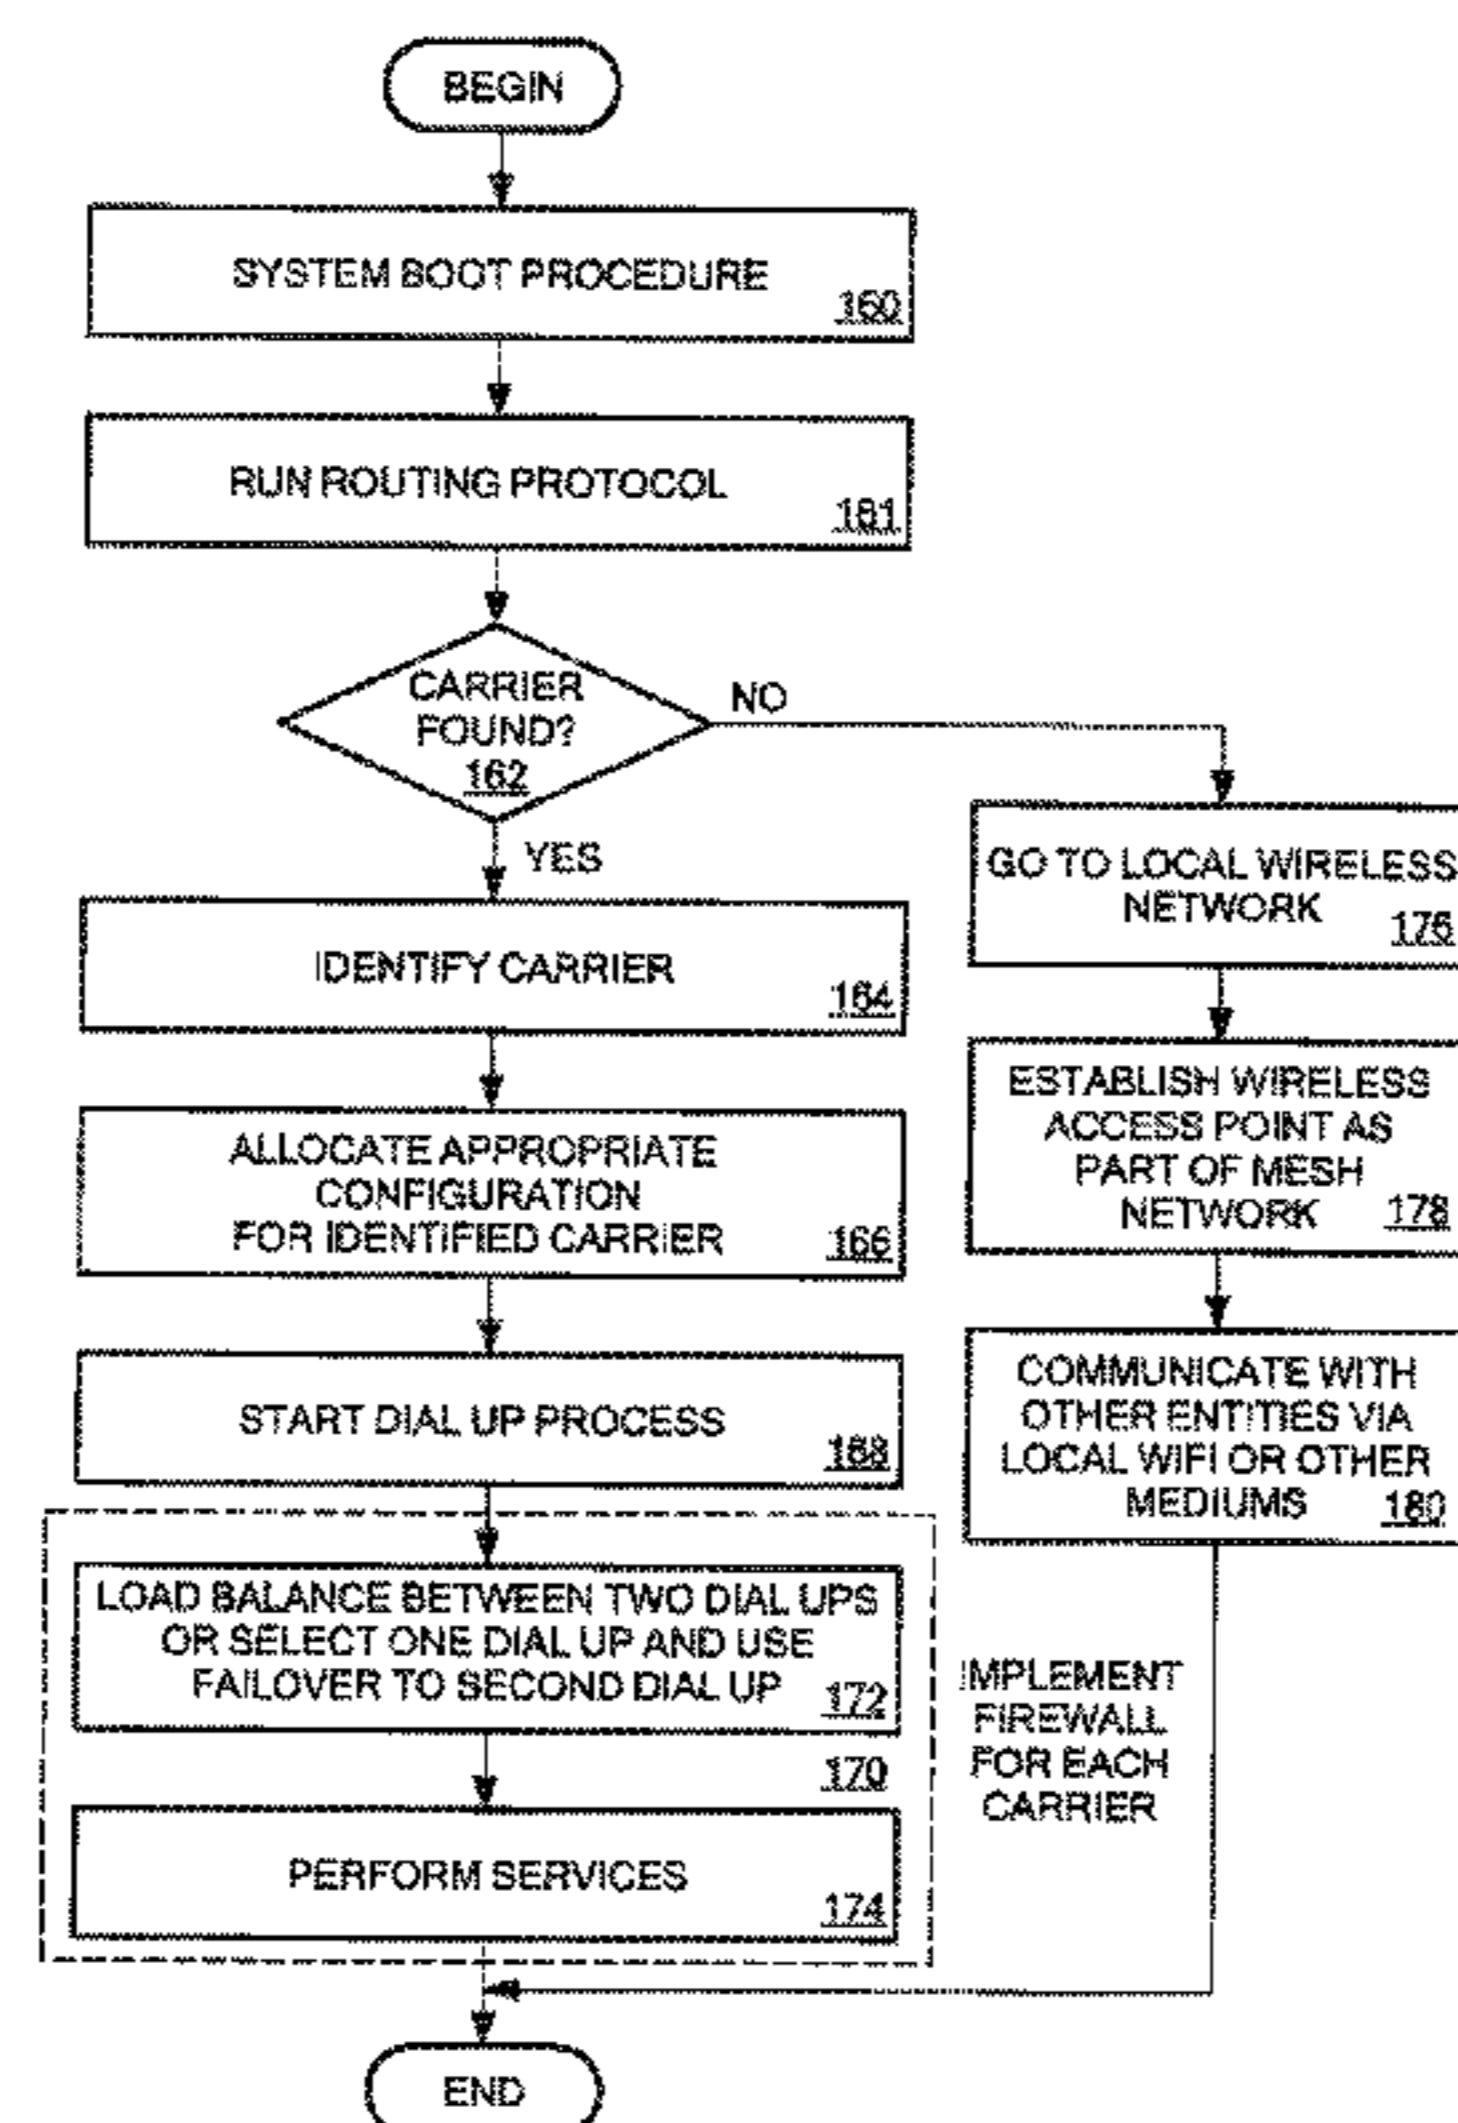 BEGIN
SYSTEM BOOT PROCEDURE
160
RUN ROUTING PROTOCOL
161
CARRIER
FOUND?
162
NO
YES
IDENTIFY CARRIER
164
ALLOCATE APPROPRIATE
CONFIGURATION
FOR IDENTIFIED CARRIER
166
START DIAL UP PROCESS
168
LOAD BALANCE BETWEEN TWO DIAL UPS
OR SELECT ONE DIAL UP AND USE
FAILOVER TO SECOND DIAL UP
172
170
PERFORM SERVICES
174
END
GO TO LOCAL WIRELESS
NETWORK
176
ESTABLISH WIRELESS
ACCESS POINT AS
PART OF MESH
NETWORK
178
COMMUNICATE WITH
OTHER ENTITIES VIA
LOCAL WIFI OR OTHER
MEDIUMS
180
IMPLEMENT
FIREWALL
FOR EACH
CARRIER